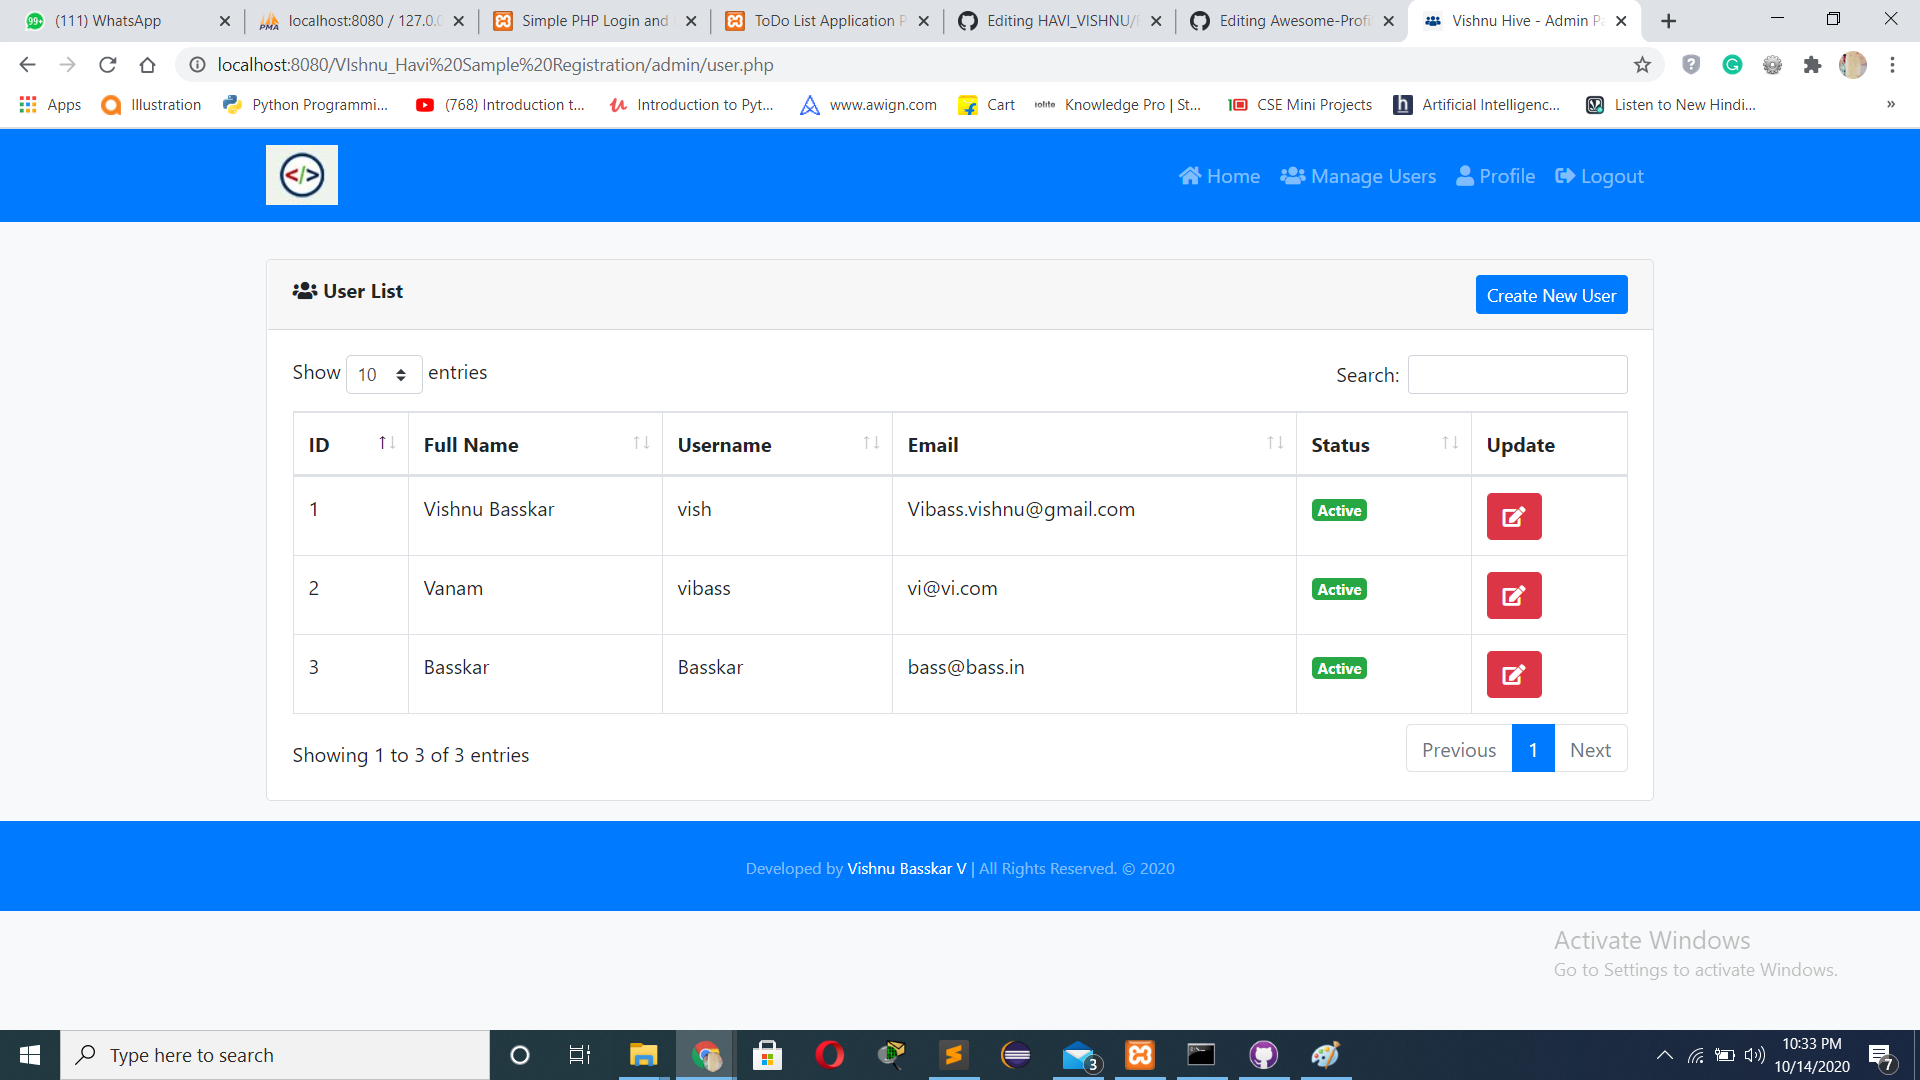 (111) WhatsApp
localhost:8080 / 127.0.0
Simple PHP Login and
ToDo List Application P
Editing HAVI_VISHNU/
Editing Awesome-Profi
Vishnu Hive - Admin Pa
localhost:8080/VIshnu_Havi%20Sample%20Registration/admin/user.php
Apps
Illustration
Python Programmi...
(768) Introduction t...
Introduction to Pyt...
www.awign.com
Cart
iolite
Knowledge Pro | St...
CSE Mini Projects
Artificial Intelligenc...
Listen to New Hindi...
»
</>
Home
Manage Users
Profile
Logout
User List
Create New User
Show 10 entries
Search:
ID Full Name Username Email Status Update
1 Vishnu Basskar vish Vibass.vishnu@gmail.com Active
2 Vanam vibass vi@vi.com Active
3 Basskar Basskar bass@bass.in Active
Showing 1 to 3 of 3 entries
Previous 1 Next
Developed by Vishnu Basskar V | All Rights Reserved. © 2020
Activate Windows
Go to Settings to activate Windows.
Type here to search
3
10:33 PM
10/14/2020
7